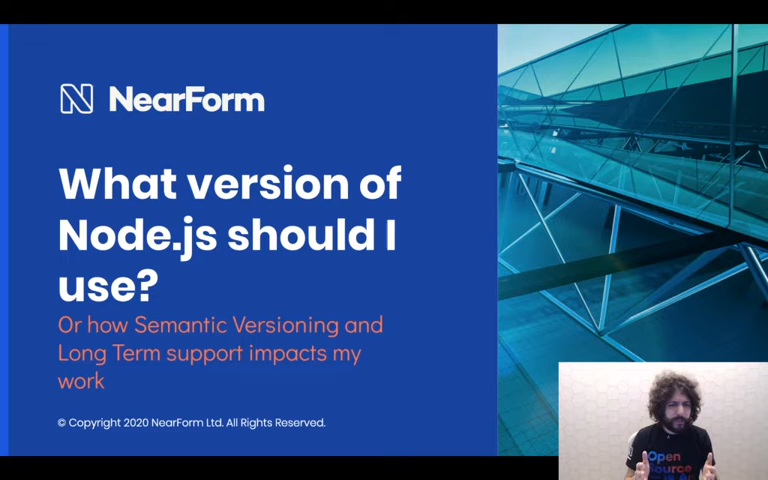 NearForm
What version of
Node.js should I
use?
Or how Semantic Versioning and
Long Term support impacts my
work
© Copyright 2020 NearForm Ltd. All Rights Reserved.
Open
Source